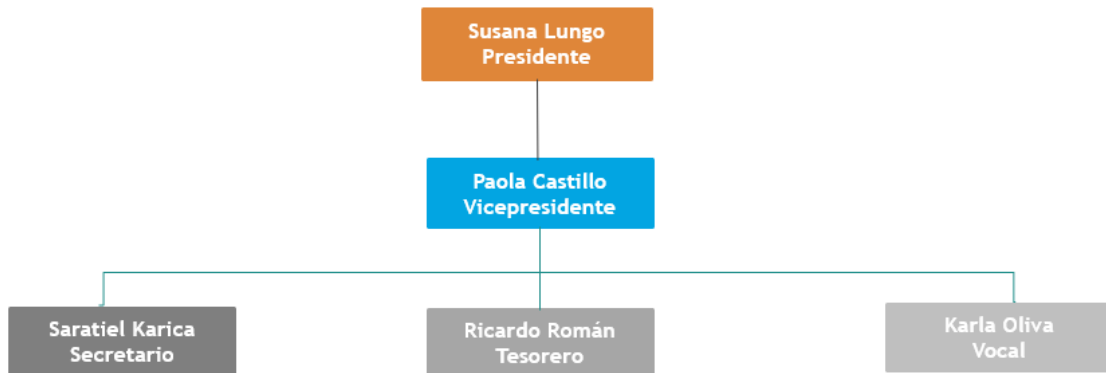 Susana Lungo
Presidente
Paola Castillo
Vicepresidente
Saratiel Karica
Secretario
Ricardo Román
Tesorero
Karla Oliva
Vocal